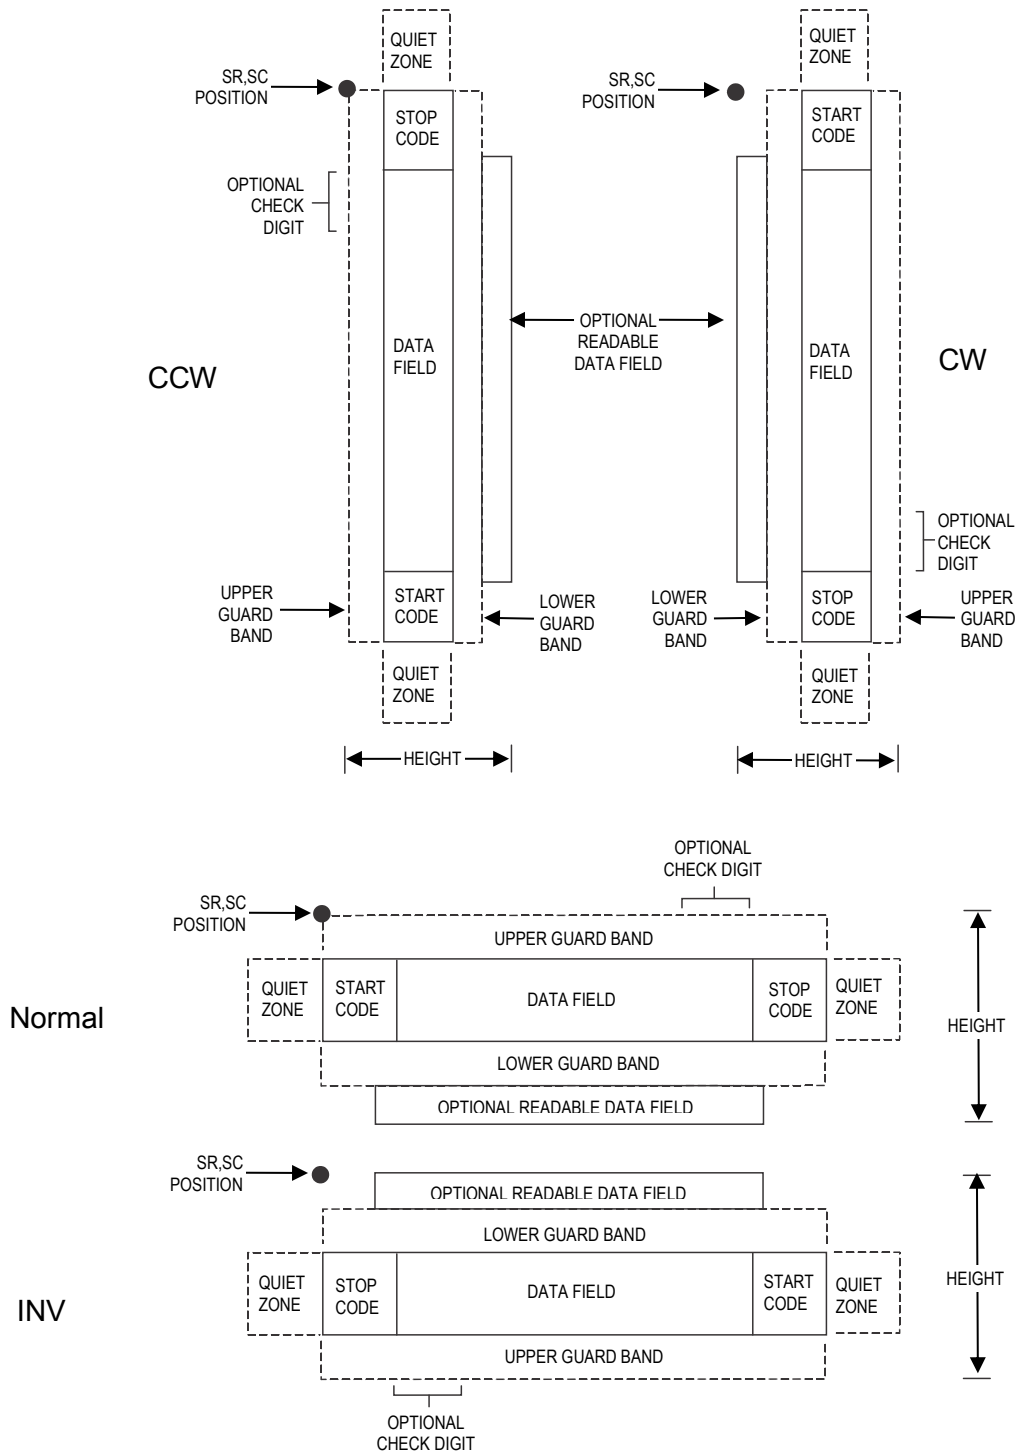 QUIET
ZONE
QUIET
ZONE
SR,SC
POSITION
SR,SC
POSITION
STOP
CODE
START
CODE
OPTIONAL
CHECK
DIGIT
OPTIONAL
READABLE
DATA FIELD
DATA
FIELD
DATA
FIELD
CCW
CW
OPTIONAL
CHECK
DIGIT
UPPER
GUARD
BAND
START
CODE
LOWER
GUARD
BAND
LOWER
GUARD
BAND
STOP
CODE
UPPER
GUARD
BAND
QUIET
ZONE
QUIET
ZONE
HEIGHT
HEIGHT
OPTIONAL
CHECK DIGIT
SR,SC
POSITION
UPPER GUARD BAND
Normal
QUIET
ZONE
START
CODE
DATA FIELD
STOP
CODE
QUIET
ZONE
HEIGHT
LOWER GUARD BAND
OPTIONAL READABLE DATA FIELD
SR,SC
POSITION
OPTIONAL READABLE DATA FIELD
LOWER GUARD BAND
INV
QUIET
ZONE
STOP
CODE
DATA FIELD
START
CODE
QUIET
ZONE
HEIGHT
UPPER GUARD BAND
OPTIONAL
CHECK DIGIT